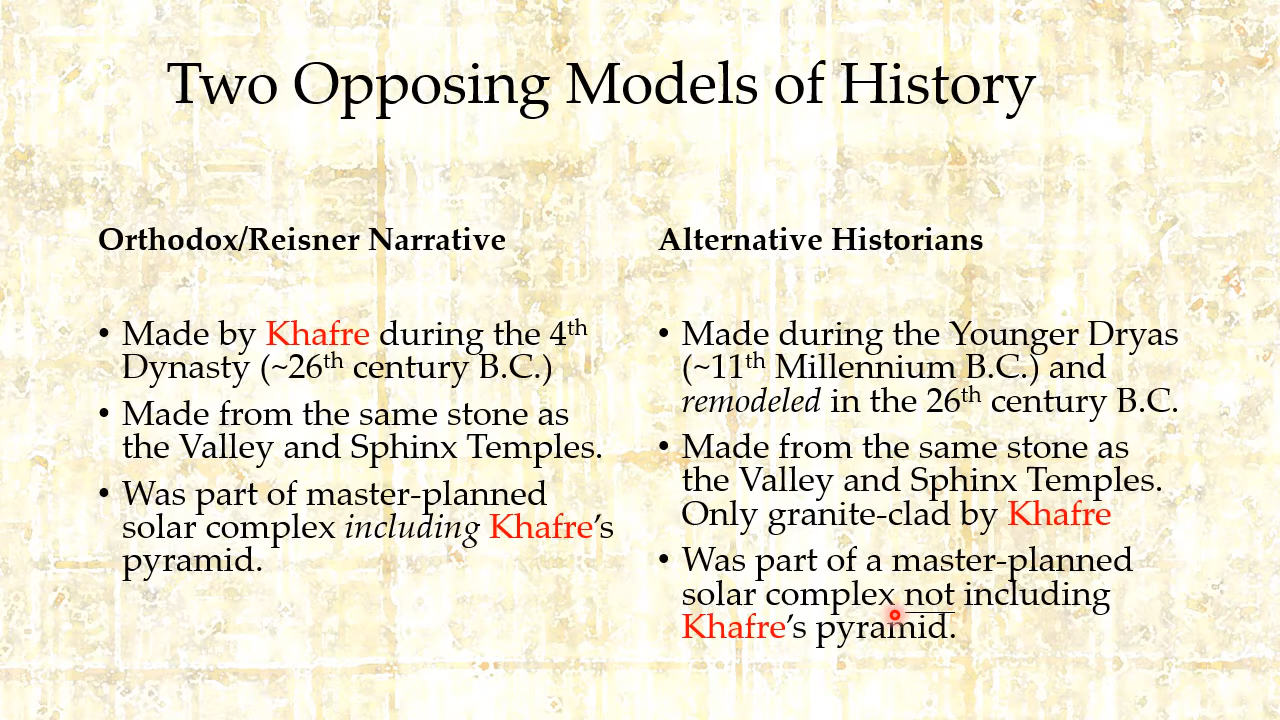 Two Opposing Models of History
Orthodox/Reisner Narrative
• Made by Khafre during the 4th
Dynasty (~26th century B.C.)
• Made from the same stone as
the Valley and Sphinx Temples.
• Was part of master-planned
solar complex including Khafre’s
pyramid.
Alternative Historians
• Made during the Younger Dryas
(~11th Millennium B.C.) and
remodeled in the 26th century B.C.
• Made from the same stone as
the Valley and Sphinx Temples.
Only granite-clad by Khafre
• Was part of a master-planned
solar complex not including
Khafre’s pyramid.